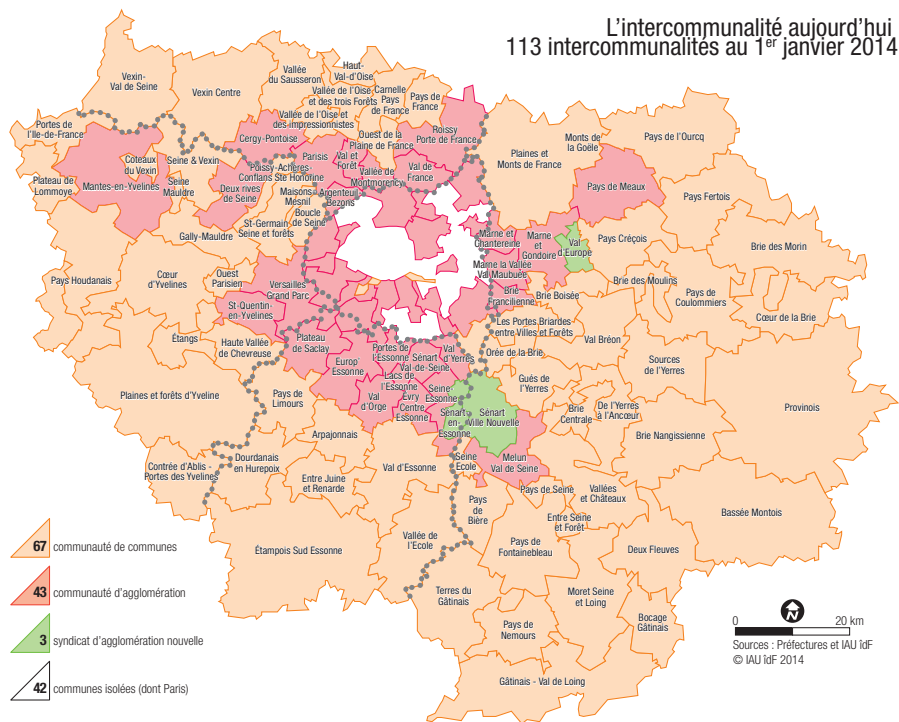 L'intercommunalité aujourd'hui
113 intercommunalités au 1er janvier 2014
Vexin-
Val de Seine
Vexin Centre
Vallée
du Sausseron
Haut-
Val-d'Oise
Vallée de l'Oise
et des trois Forêts
Carnelle
Pays
de France
Pays de
France
Vallée de l'Oise et
des impressionnistes
Ouest de la
Plaine de France
Roissy
Porte de France
Portes de
l'Ile-de-France
Cergy-Pontoise
Parisis
Val et
Forêt
Vallée de
Montmorency
Val de
France
Plaines et
Monts de France
Monts de
la Goële
Pays de l'Ourcq
Coteaux
du Vexin
Seine & Vexin
Mantes-en-Yvelines
Plateau de
Lommoye
Seine
Mauldre
Poissy-Achères-
Conflans Ste Honorine
Deux rives
de Seine
Maisons-
Mesnil
Argenteuil-
Bezons
Boucle
de Seine
St-Germain
Seine et forêts
Gally-Mauldre
Pays de Meaux
Pays Fertois
Marne et
Chantereine
Marne
et
Gondoire
Val
d'Europe
Pays Créçois
Brie des Morin
Marne la Vallée
Val Maubuée
Pays Houdanais
Cœur
d'Yvelines
Ouest
Parisien
Versailles
Grand Parc
St-Quentin-
en-Yvelines
Brie
Francilienne
Brie Boisée
Brie des Moulins
Pays de
Coulommiers
Cœur de la Brie
Les Portes Briardes
entre Villes et Forêts
Val Bréon
Étangs
Haute Vallée
de Chevreuse
Plateau
de Saclay
Portes de
l'Essonne
Sénart
Val-de-Seine
Val
d'Yerres
Orée de la Brie
Sources
de l'Yerres
Europ'
Essonne
Lacs de
l'Essonne
Val
d'Orge
Evry
Centre
Essonne
Seine-
Essonne
Gués de
l'Yerres
Plaines et forêts d'Yveline
Pays de
Limours
Sénart
en-
Essonne
Sénart
Ville Nouvelle
Brie
Centrale
De l'Yerres
à l'Ancœur
Provinois
Arpajonnais
Brie Nangissienne
Contrée d'Ablis -
Portes des Yvelines
Dourdanais
en Hurepoix
Val d'Essonne
Seine
Ecole
Melun
Val de Seine
Entre Juine
et Renarde
Pays de Seine
Vallées
et Châteaux
Pays
de
Bière
Entre Seine
et Forêt
Bassée Montois
Étampois Sud Essonne
Vallée de
l'Ecole
Pays de
Fontainebleau
Deux Fleuves
Terres du
Gâtinais
Moret Seine
et Loing
Bocage
Gâtinais
Pays de
Nemours
Gâtinais - Val de Loing
67 communauté de communes
43 communauté d'agglomération
3 syndicat d'agglomération nouvelle
42 communes isolées (dont Paris)
N
0 20 km
Sources : Préfectures et IAU îdF
© IAU îdF 2014